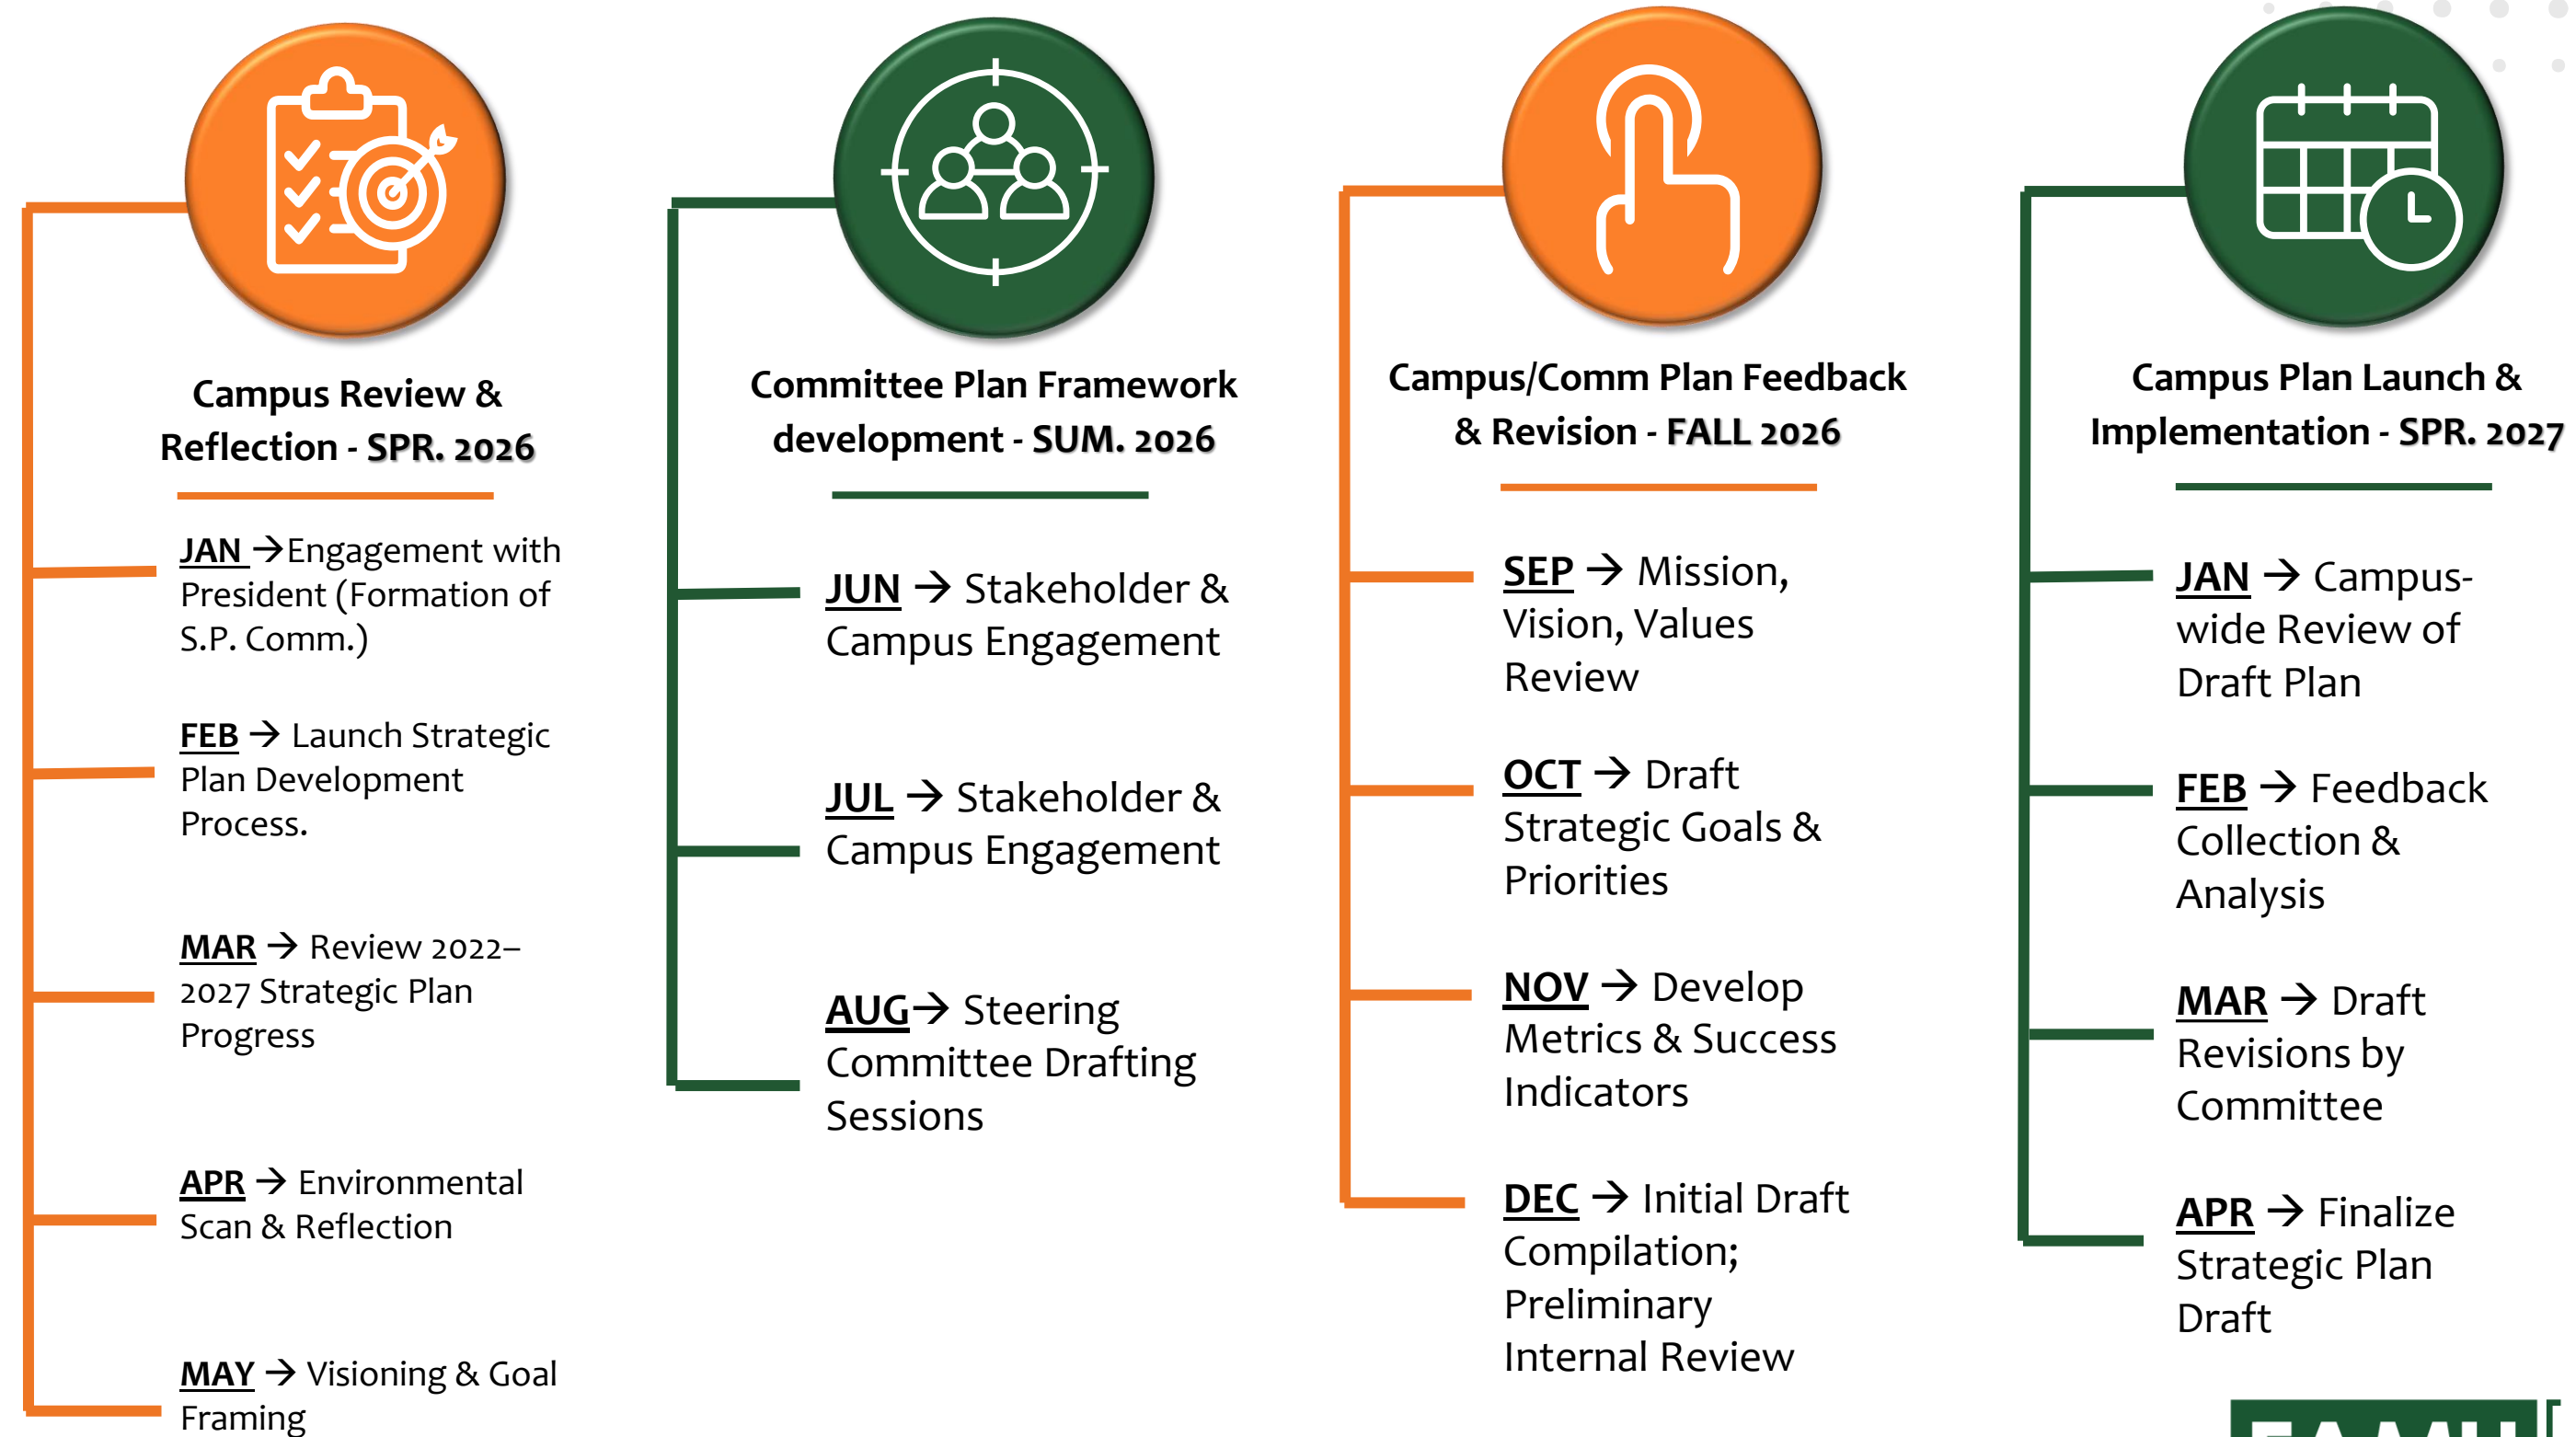 Campus Review &
Reflection - SPR. 2026
JAN →Engagement with
President (Formation of
S.P. Comm.)
FEB → Launch Strategic
Plan Development
Process.
MAR → Review 2022–
2027 Strategic Plan
Progress
APR → Environmental
Scan & Reflection
MAY → Visioning & Goal
Framing
Committee Plan Framework
development - SUM. 2026
JUN → Stakeholder &
Campus Engagement
JUL → Stakeholder &
Campus Engagement
AUG→ Steering
Committee Drafting
Sessions
Campus/Comm Plan Feedback
& Revision - FALL 2026
SEP → Mission,
Vision, Values
Review
OCT → Draft
Strategic Goals &
Priorities
NOV → Develop
Metrics & Success
Indicators
DEC → Initial Draft
Compilation;
Preliminary
Internal Review
Campus Plan Launch &
Implementation - SPR. 2027
JAN → Campus-
wide Review of
Draft Plan
FEB → Feedback
Collection &
Analysis
MAR → Draft
Revisions by
Committee
APR → Finalize
Strategic Plan
Draft
FAMU